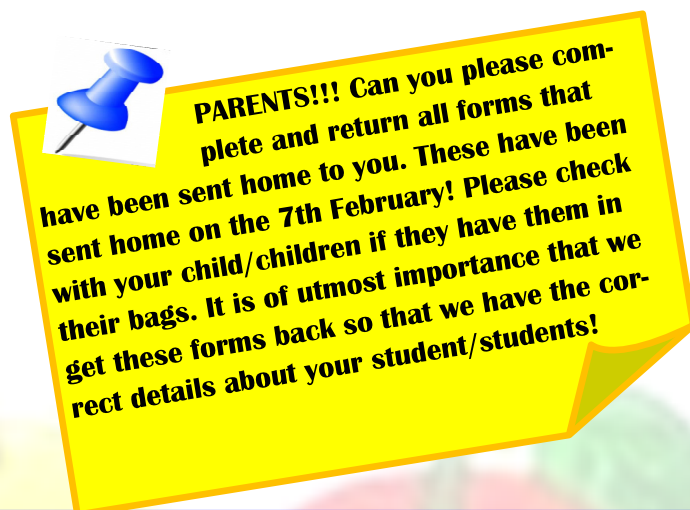 PARENTS!!! Can you please com-
plete and return all forms that
have been sent home to you. These have been
sent home on the 7th February! Please check
with your child/children if they have them in
their bags. It is of utmost importance that we
get these forms back so that we have the cor-
rect details about your student/students!